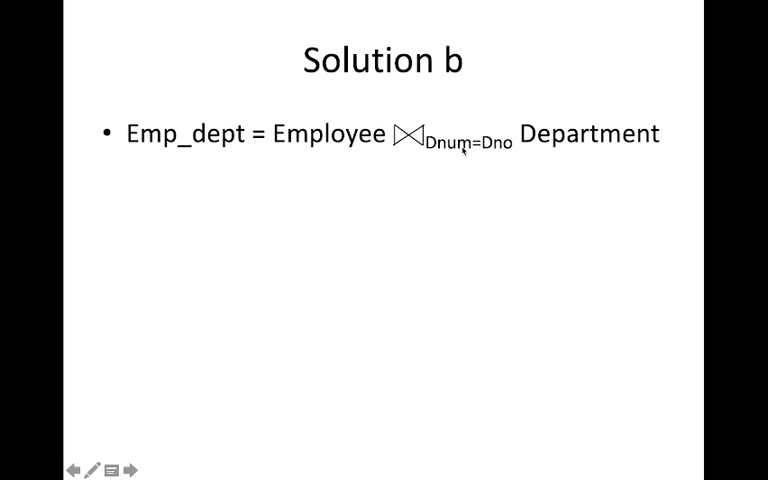 Solution b
• Emp_dept = Employee ⋈Dnum=Dno Department